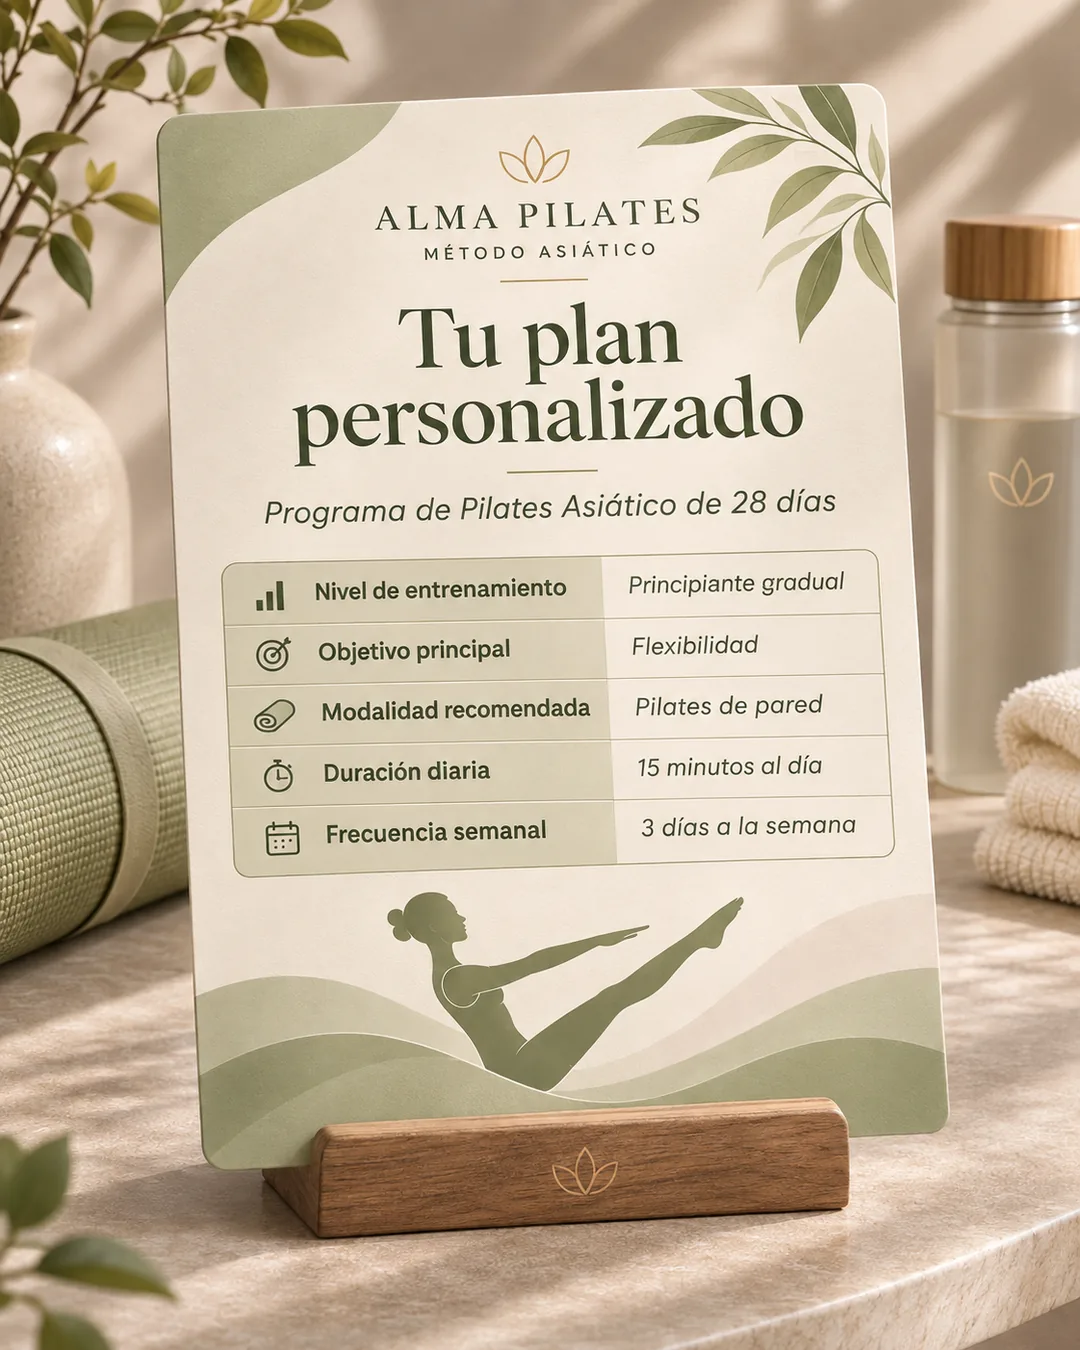 ALMA PILATES
MÉTODO ASIÁTICO
Tu plan
personalizado
Programa de Pilates Asiático de 28 días
Nivel de entrenamiento Principiante gradual
Objetivo principal Flexibilidad
Modalidad recomendada Pilates de pared
Duración diaria 15 minutos al día
Frecuencia semanal 3 días a la semana